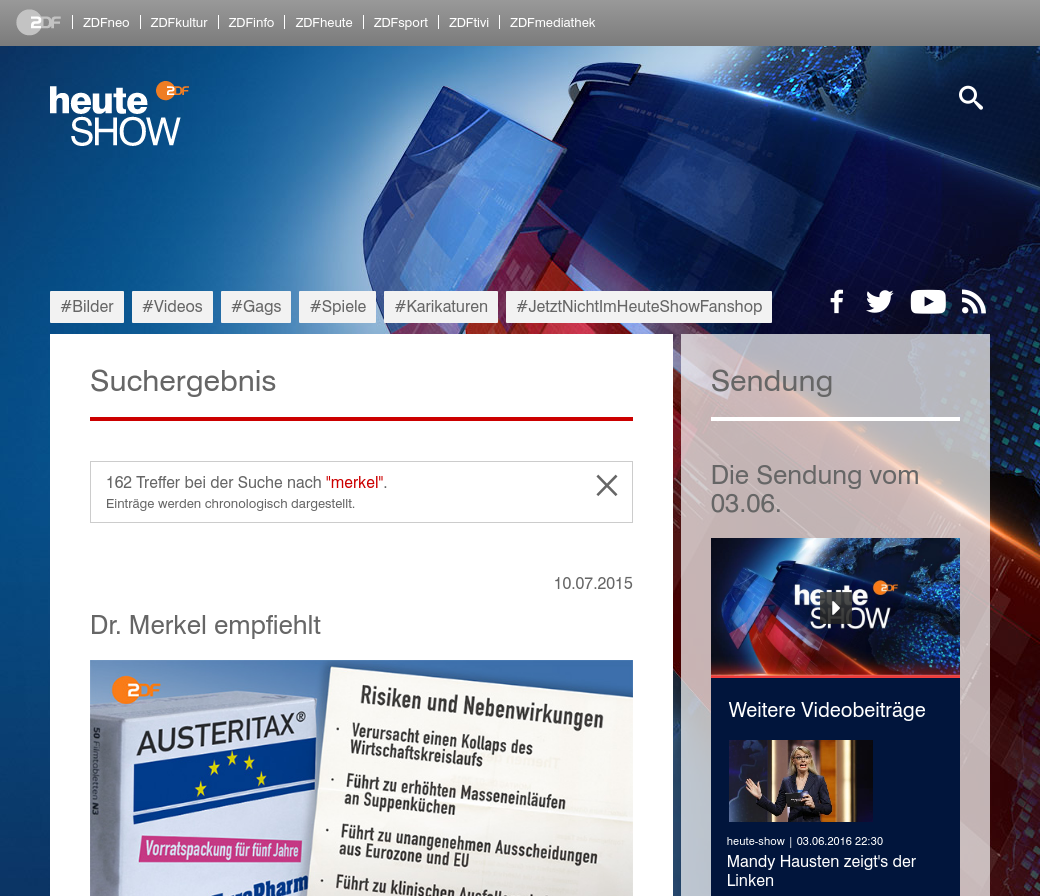 ZDF
ZDFneo
ZDFkultur
ZDFinfo
ZDFheute
ZDFsport
ZDFtivi
ZDFmediathek
heute
ZDF
SHOW
#Bilder
#Videos
#Gags
#Spiele
#Karikaturen
#JetztNichtImHeuteShowFanshop
Suchergebnis
162 Treffer bei der Suche nach "merkel".
Einträge werden chronologisch dargestellt.
10.07.2015
Dr. Merkel empfiehlt
ZDF
AUSTERITAX®
50 Filmtabletten N3
Vorratspackung für fünf Jahre
EuroPharm
Risiken und Nebenwirkungen
· Verursacht einen Kollaps des
Wirtschaftskreislaufs
· Führt zu erhöhten Masseneinläufen
an Suppenküchen
· Führt zu unangenehmen Ausscheidungen
aus Eurozone und EU
· Führt zu klinischen
Sendung
Die Sendung vom
03.06.
heute
ZDF
SHOW
Weitere Videobeiträge
heute-show | 03.06.2016 22:30
Mandy Hausten zeigt's der
Linken